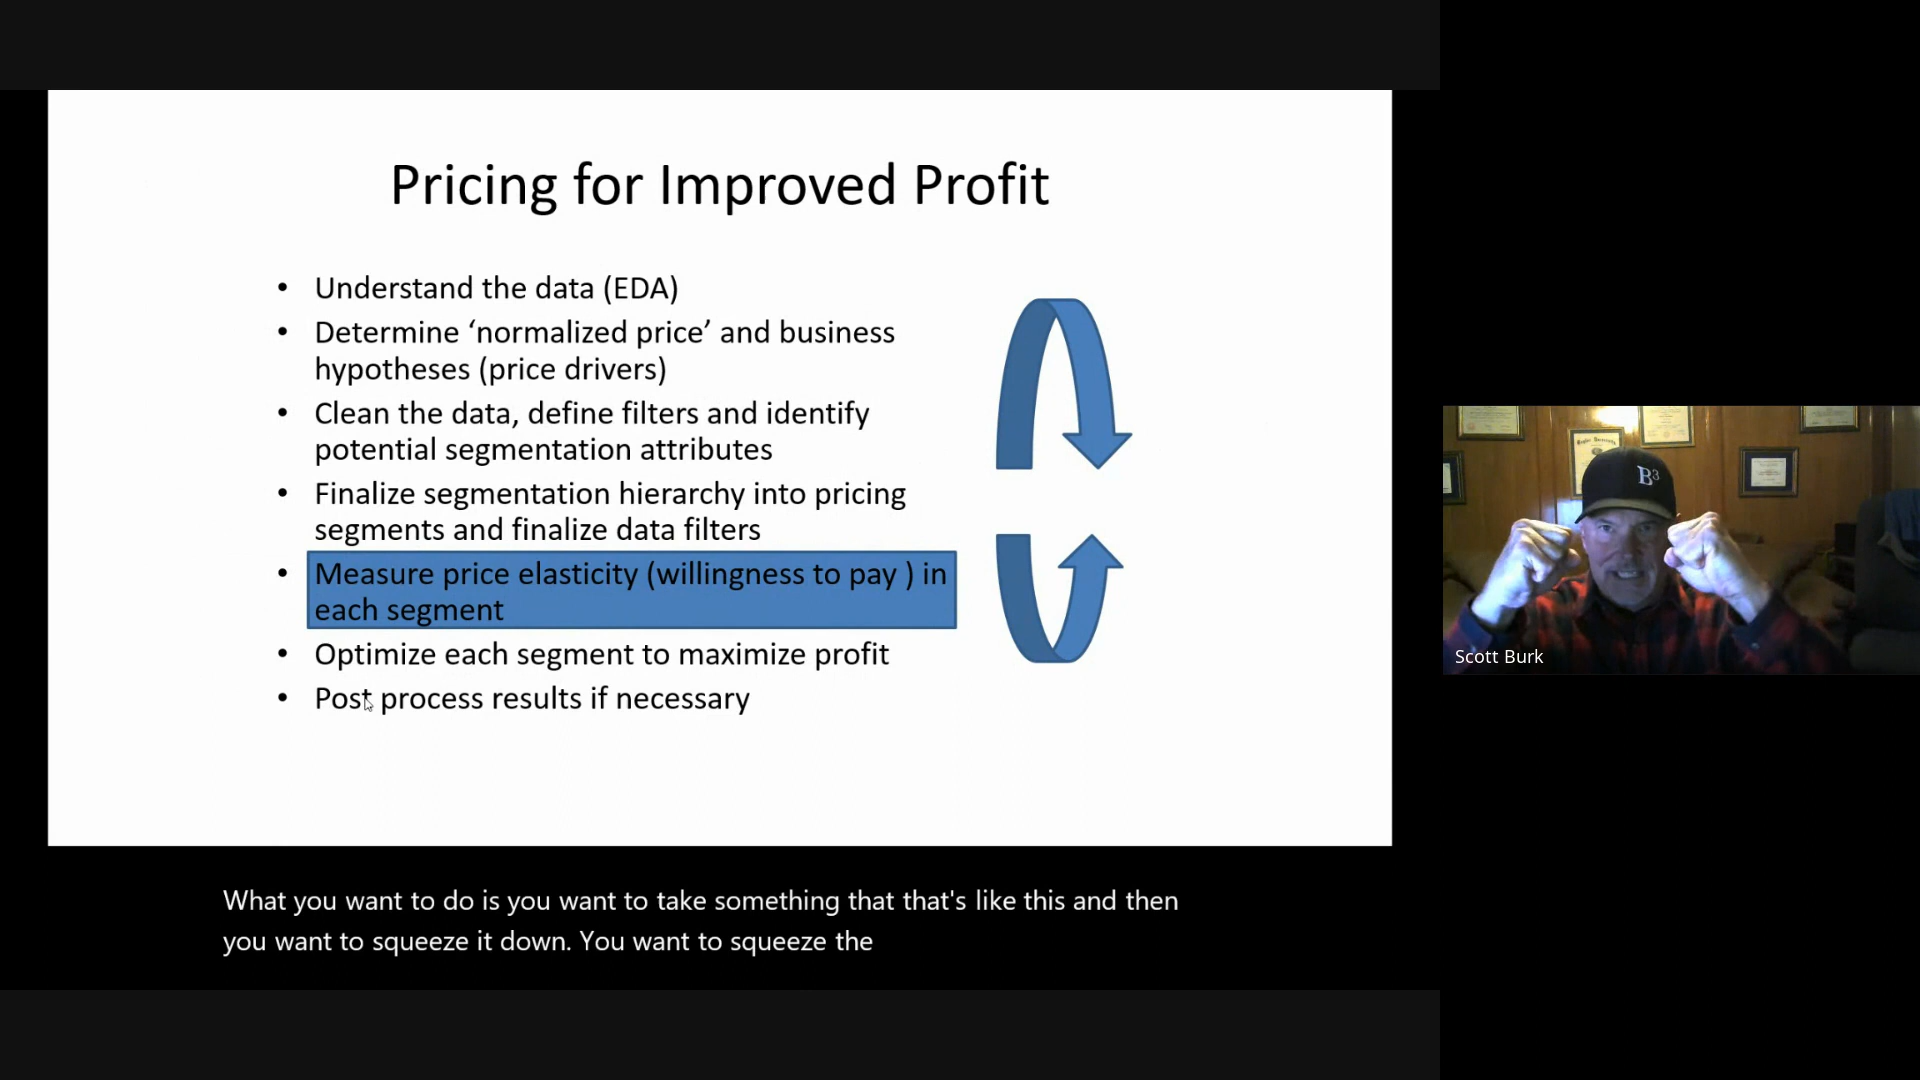 Pricing for Improved Profit
• Understand the data (EDA)
• Determine ‘normalized price’ and business
hypotheses (price drivers)
• Clean the data, define filters and identify
potential segmentation attributes
• Finalize segmentation hierarchy into pricing
segments and finalize data filters
• Measure price elasticity (willingness to pay ) in
each segment
• Optimize each segment to maximize profit
• Post process results if necessary
B³
Scott Burk
What you want to do is you want to take something that that's like this and then
you want to squeeze it down. You want to squeeze the